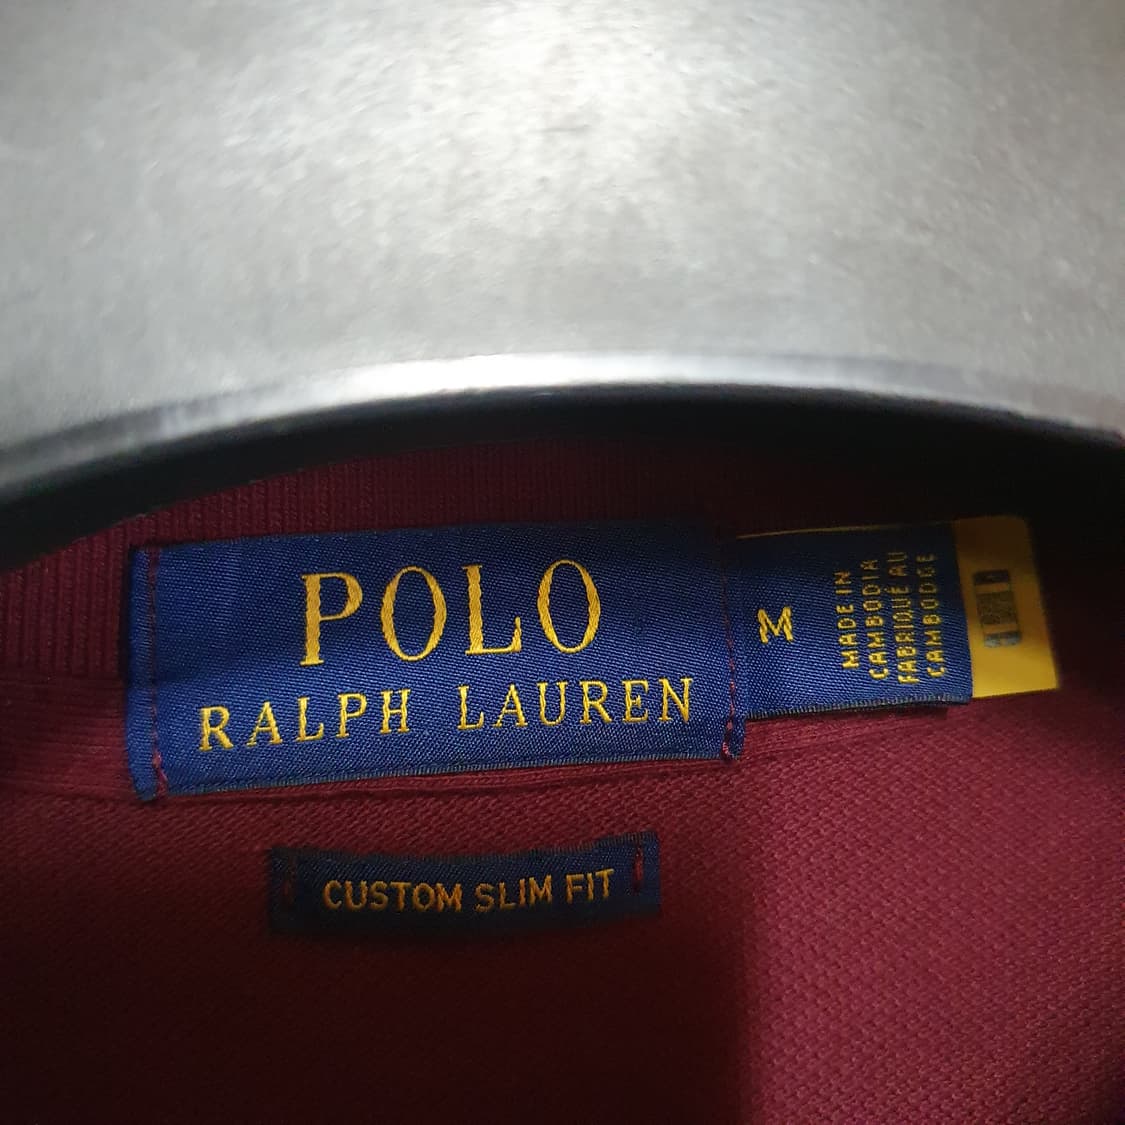 POLO
RALPH LAUREN
M
MADE IN
CAMBODIA
FABRIQUÉ AU
CAMBODGE
CUSTOM SLIM FIT